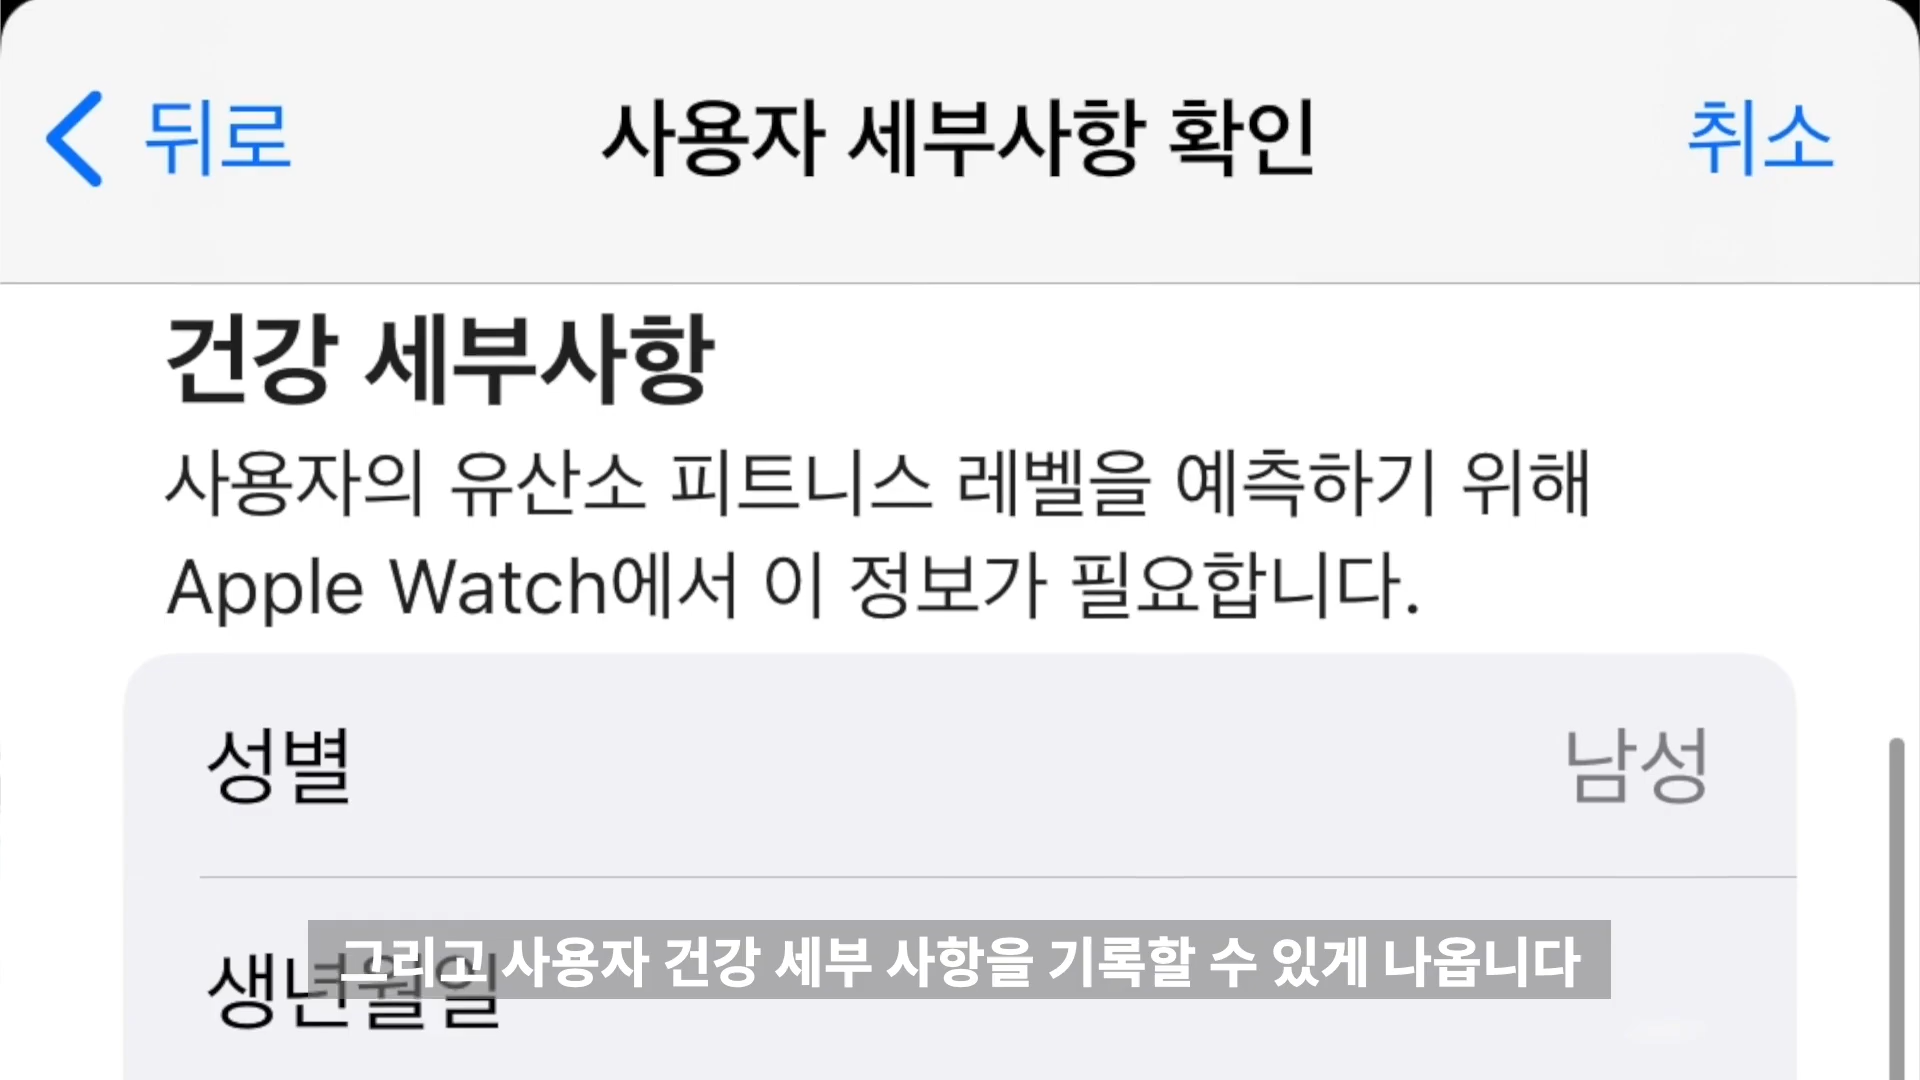 뒤로
사용자 세부사항 확인
취소
건강 세부사항
사용자의 유산소 피트니스 레벨을 예측하기 위해
Apple Watch에서 이 정보가 필요합니다.
성별
남성
생년월일
그리고 사용자 건강 세부 사항을 기록할 수 있게 나옵니다